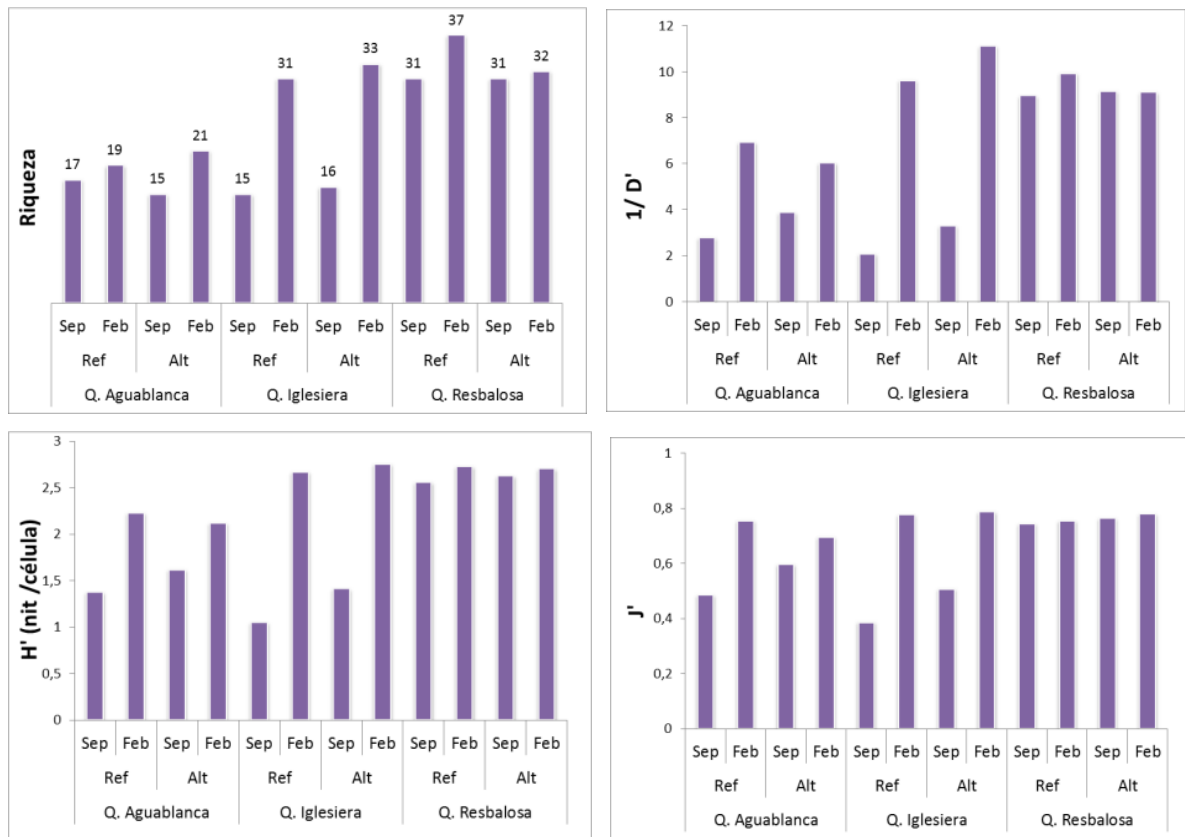 Riqueza
17 19 15 21 15 31 16 33 31 37 31 32
Sep Feb Sep Feb Sep Feb Sep Feb Sep Feb Sep Feb
Ref Alt Ref Alt Ref Alt
Q. Aguablanca Q. Iglesiera Q. Resbalosa
1/ D'
12
10
8
6
4
2
0
Sep Feb Sep Feb Sep Feb Sep Feb Sep Feb Sep Feb
Ref Alt Ref Alt Ref Alt
Q. Aguablanca Q. Iglesiera Q. Resbalosa
H' (nit /célula)
3
2,5
2
1,5
1
0,5
0
Sep Feb Sep Feb Sep Feb Sep Feb Sep Feb Sep Feb
Ref Alt Ref Alt Ref Alt
Q. Aguablanca Q. Iglesiera Q. Resbalosa
J'
1
0,8
0,6
0,4
0,2
0
Sep Feb Sep Feb Sep Feb Sep Feb Sep Feb Sep Feb
Ref Alt Ref Alt Ref Alt
Q. Aguablanca Q. Iglesiera Q. Resbalosa